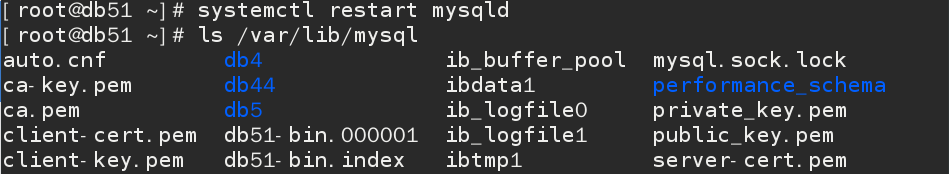 [root@db51 ~]# systemctl restart mysqld
[root@db51 ~]# ls /var/lib/mysql
auto.cnf db4 ib_buffer_pool mysql.sock.lock
ca-key.pem db44 ibdata1 performance_schema
ca.pem db5 ib_logfile0 private_key.pem
client-cert.pem db51-bin.000001 ib_logfile1 public_key.pem
client-key.pem db51-bin.index ibtmp1 server-cert.pem